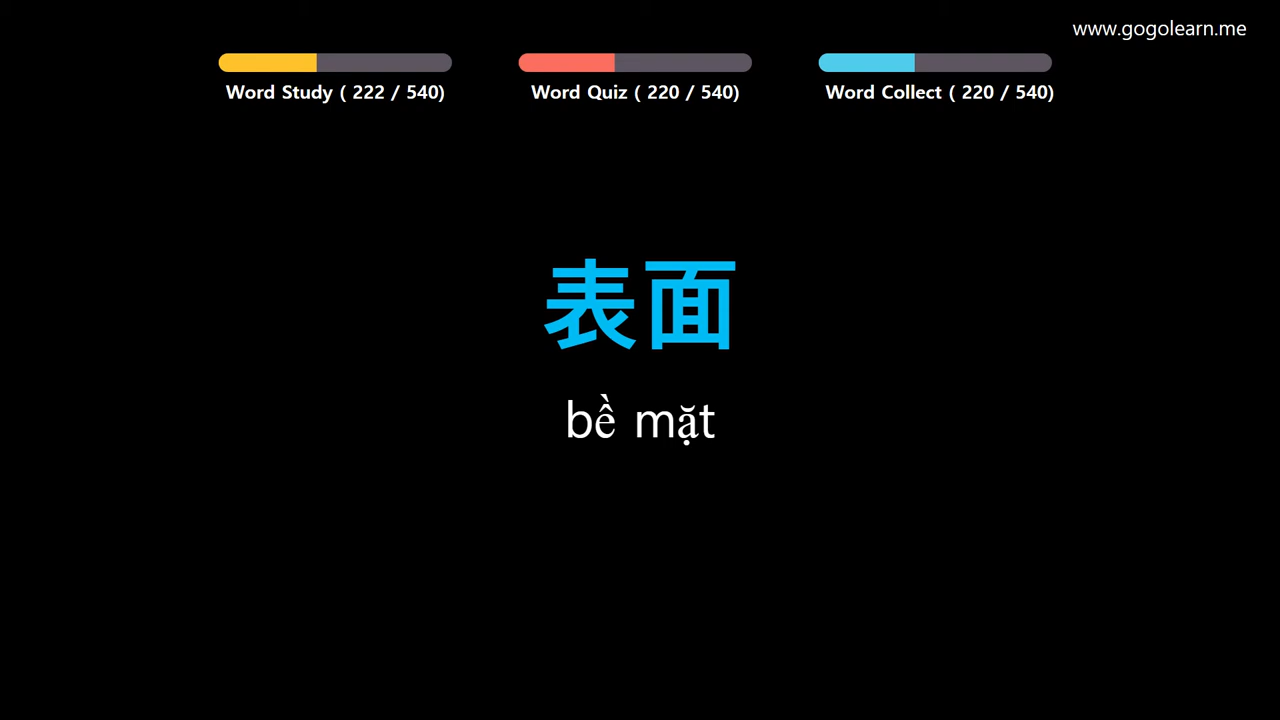 www.gogolearn.me
Word Study ( 222 / 540)
Word Quiz ( 220 / 540)
Word Collect ( 220 / 540)
表面
bề mặt